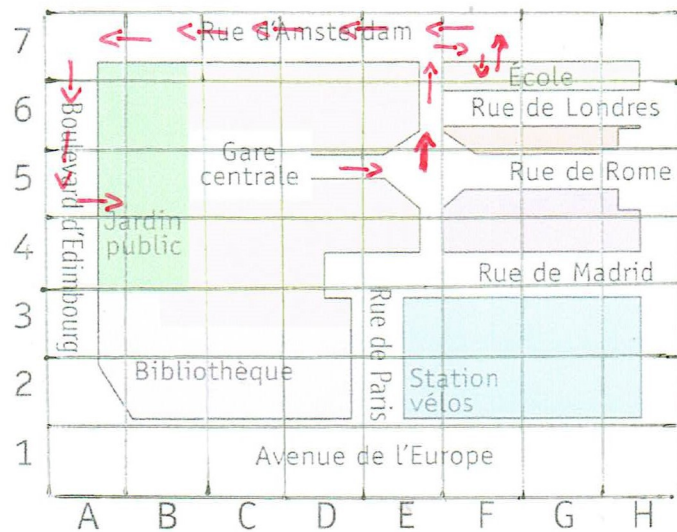 7
Rue d'Amsterdam
École
6
Rue de Londres
Boulevard d'Edimbourg
Gare
centrale
5
Rue de Rome
Jardin
public
4
Rue de Madrid
3
Rue de Paris
Bibliothèque
2
Station
vélos
1
Avenue de l'Europe
A B C D E F G H